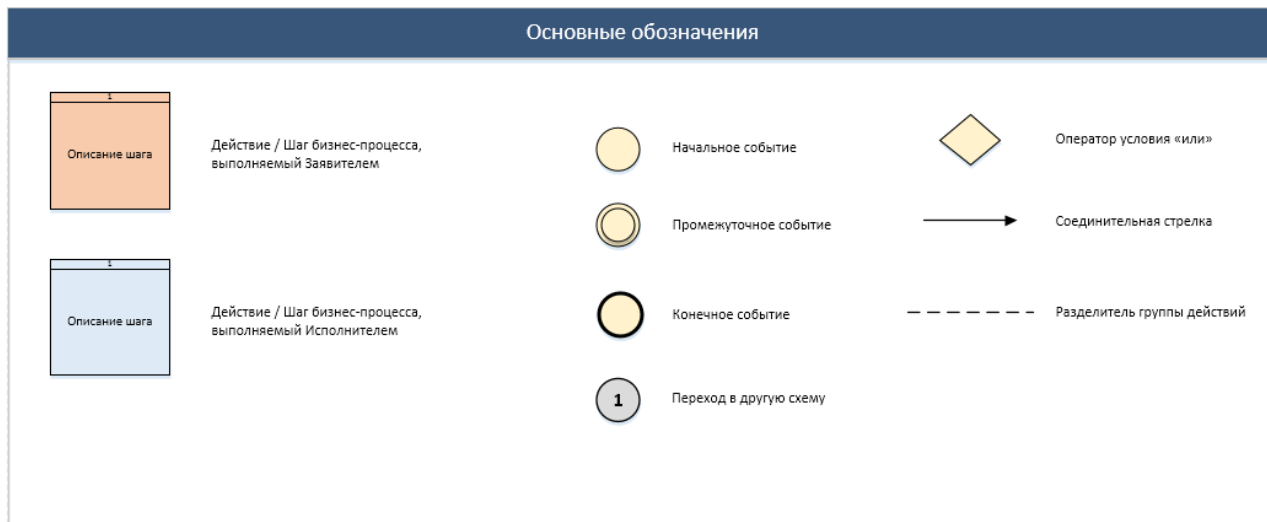 Основные обозначения
1
Описание шага
Действие / Шаг бизнес-процесса,
выполняемый Заявителем
1
Описание шага
Действие / Шаг бизнес-процесса,
выполняемый Исполнителем
Начальное событие
Промежуточное событие
Конечное событие
1
Переход в другую схему
Оператор условия «или»
Соединительная стрелка
Разделитель группы действий